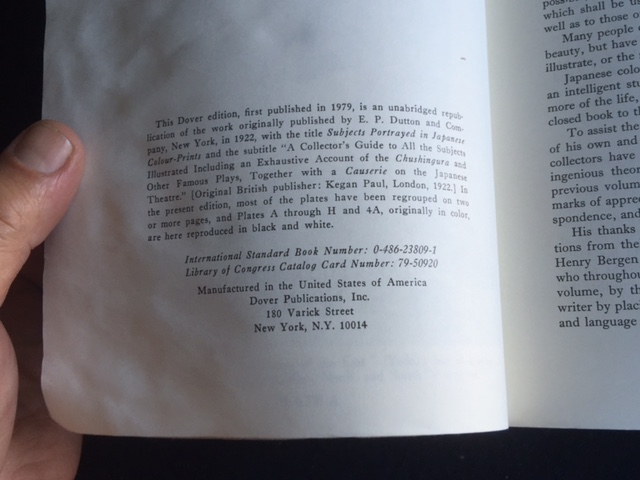 This Dover edition, first published in 1979, is an unabridged repub-
lication of the work originally published by E. P. Dutton and Com-
pany, New York, in 1922, with the title Subjects Portrayed in Japanese
Colour-Prints and the subtitle "A Collector's Guide to All the Subjects
Illustrated Including an Exhaustive Account of the Chushingura and
Other Famous Plays, Together with a Causerie on the Japanese
Theatre." [Original British publisher: Kegan Paul, London, 1922.] In
the present edition, most of the plates have been regrouped on two
or more pages, and Plates A through H and 4A, originally in color,
are here reproduced in black and white.
International Standard Book Number: 0-486-23809-1
Library of Congress Catalog Card Number: 79-50920
Manufactured in the United States of America
Dover Publications, Inc.
180 Varick Street
New York, N.Y. 10014
which shall be
well as to those
Many people
beauty, but have
illustrate, or the
Japanese
an intelligent
more of the life,
closed book to
To assist the
of his own and
collectors have
ingenious
previous
marks of
spondence, and
His thanks
tions from the
Henry Bergen
who
volume, by
writer by
and language